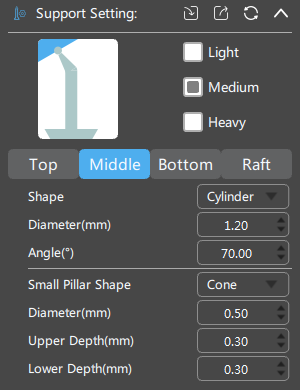 Support Setting:
Light
Medium
Heavy
Top Middle Bottom Raft
Shape Cylinder
Diameter(mm) 1.20
Angle(°) 70.00
Small Pillar Shape Cone
Diameter(mm) 0.50
Upper Depth(mm) 0.30
Lower Depth(mm) 0.30